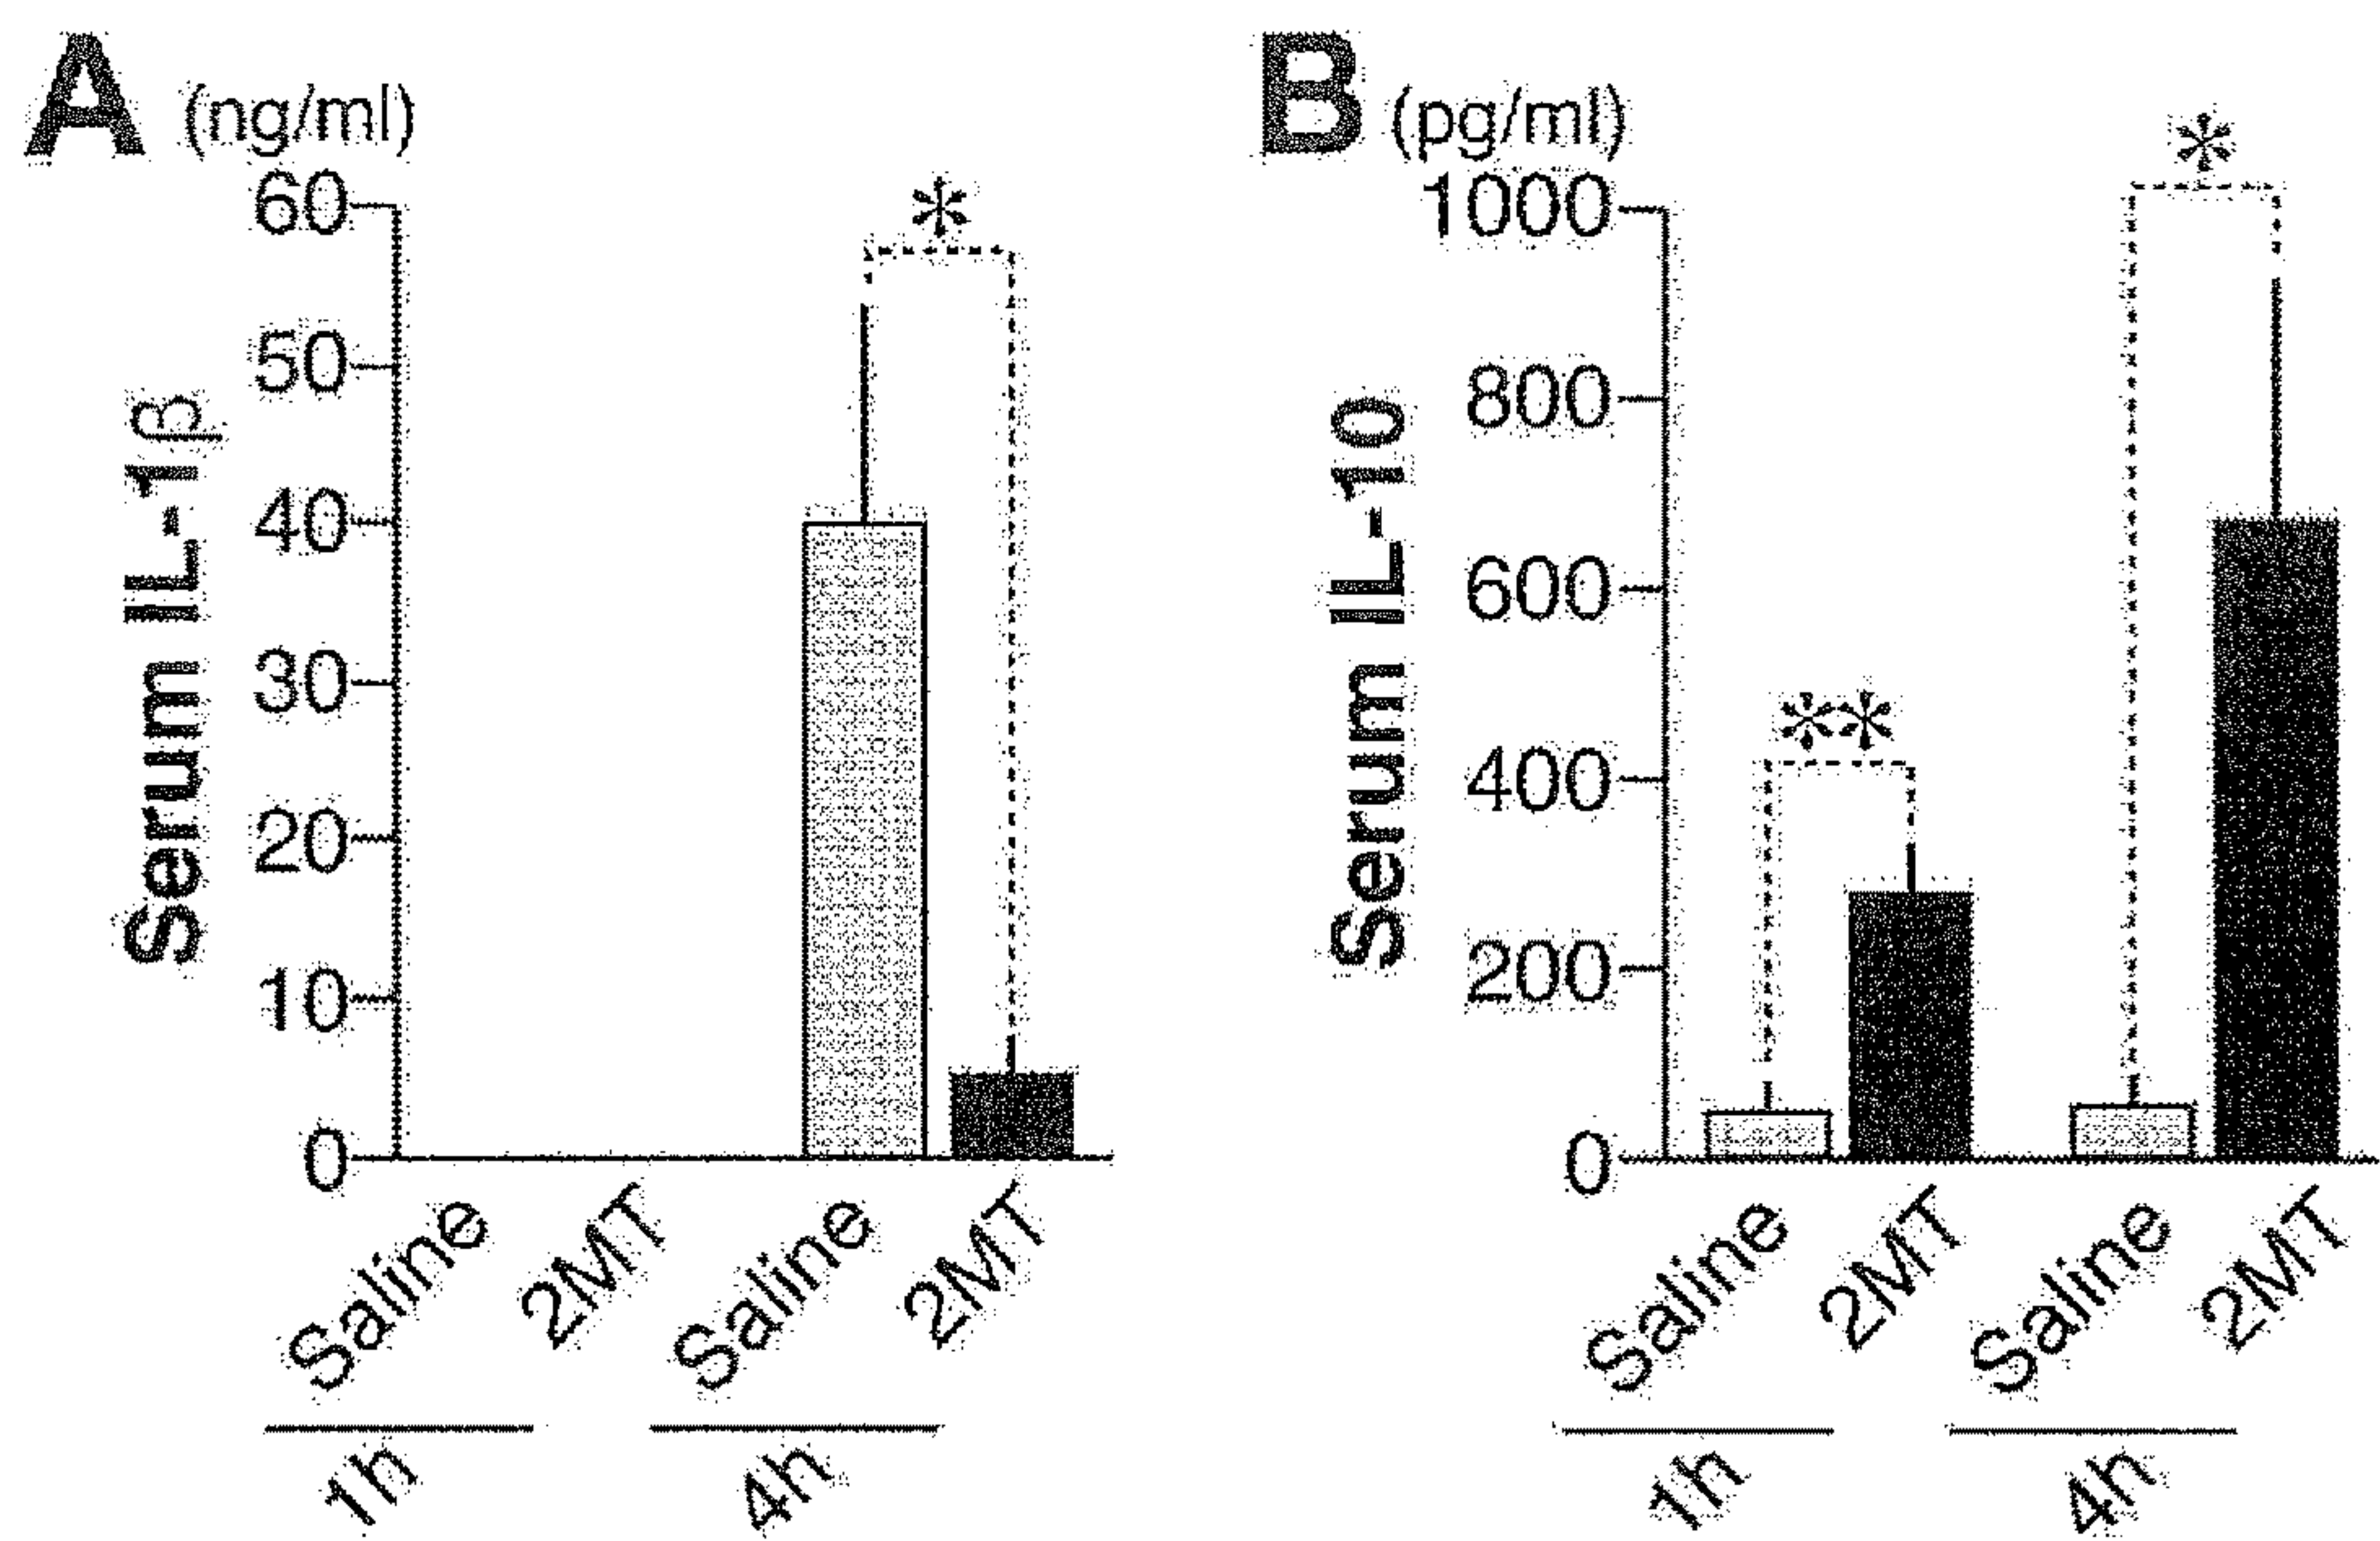 A (ng/ml)
60
50
40
30
20
10
0
Serum IL-1β
*
Saline 2MT Saline 2MT
1h 4h
B (pg/ml)
1000
800
600
400
200
0
Serum IL-10
**
*
Saline 2MT Saline 2MT
1h 4h